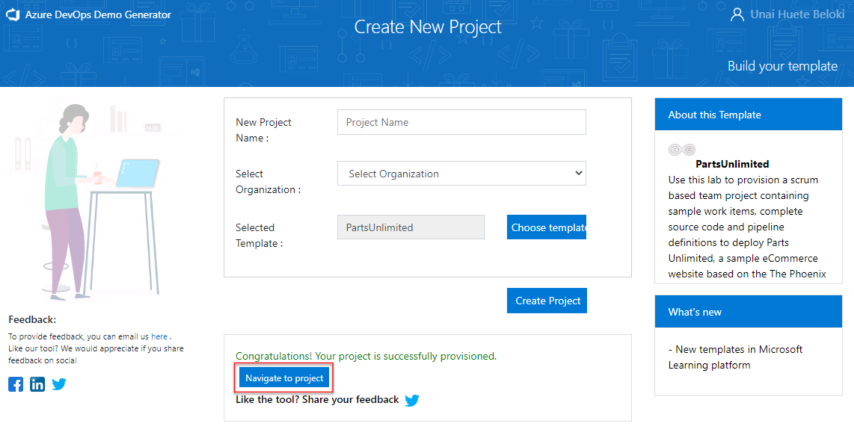 Azure DevOps Demo Generator
Unai Huete Beloki
Create New Project
Build your template
New Project
Name :
Project Name
Select
Organization :
Select Organization
Selected
Template :
PartsUnlimited
Choose template
Create Project
About this Template
PartsUnlimited
Use this lab to provision a scrum
based team project containing
sample work items, complete
source code and pipeline
definitions to deploy Parts
Unlimited, a sample eCommerce
website based on the The Phoenix
What's new
- New templates in Microsoft
Learning platform
Feedback:
To provide feedback, you can email us here .
Like our tool? We would appreciate if you share
feedback on social
Congratulations! Your project is successfully provisioned.
Navigate to project
Like the tool? Share your feedback